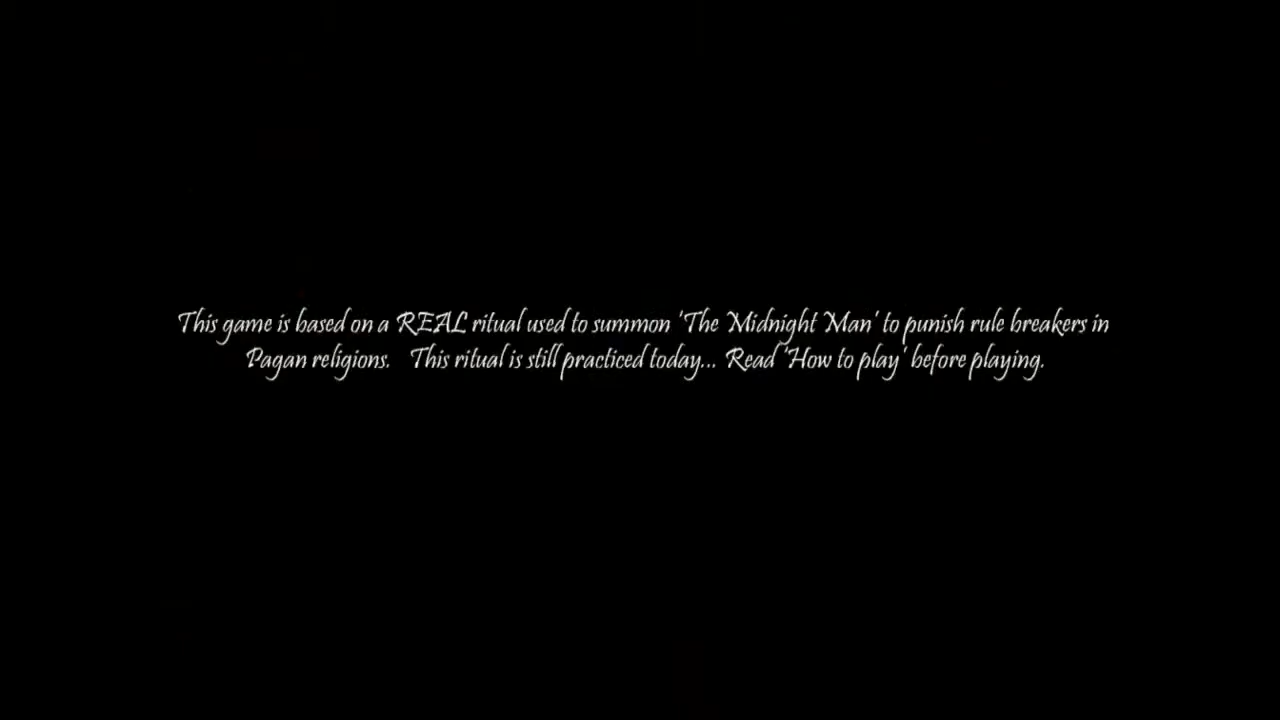 This game is based on a REAL ritual used to summon 'The Midnight Man' to punish rule breakers in
Pagan religions. This ritual is still practiced today... Read 'How to play' before playing.